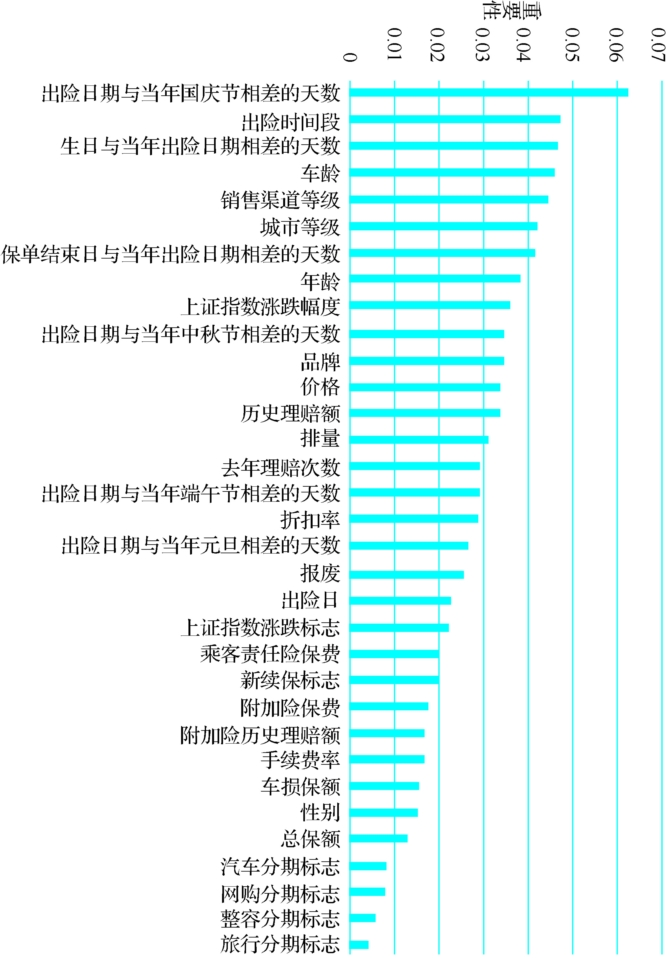 重要性
0
0.01
0.02
0.03
0.04
0.05
0.06
0.07
出险日期与当年国庆节相差的天数
出险时间段
生日与当年出险日期相差的天数
车龄
销售渠道等级
城市等级
保单结束日与当年出险日期相差的天数
年龄
上证指数涨跌幅度
出险日期与当年中秋节相差的天数
品牌
价格
历史理赔额
排量
去年理赔次数
出险日期与当年端午节相差的天数
折扣率
出险日期与当年元旦相差的天数
报废
出险日
上证指数涨跌标志
乘客责任险保费
新续保标志
附加险保费
附加险历史理赔额
手续费率
车损保额
性别
总保额
汽车分期标志
网购分期标志
整容分期标志
旅行分期标志